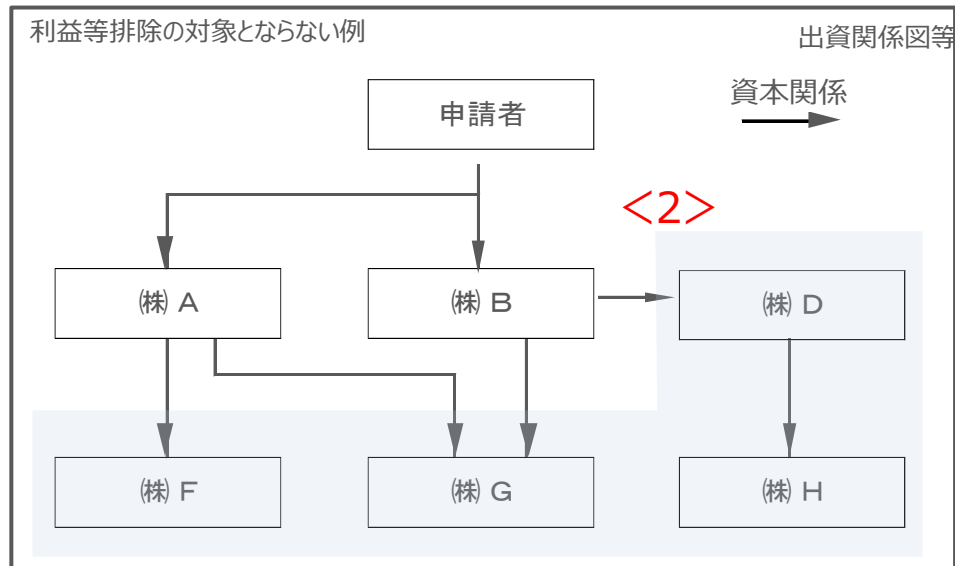 利益等排除の対象とならない例
出資関係図等
資本関係
申請者
<2>
㈱ A
㈱ B
㈱ D
㈱ F
㈱ G
㈱ H